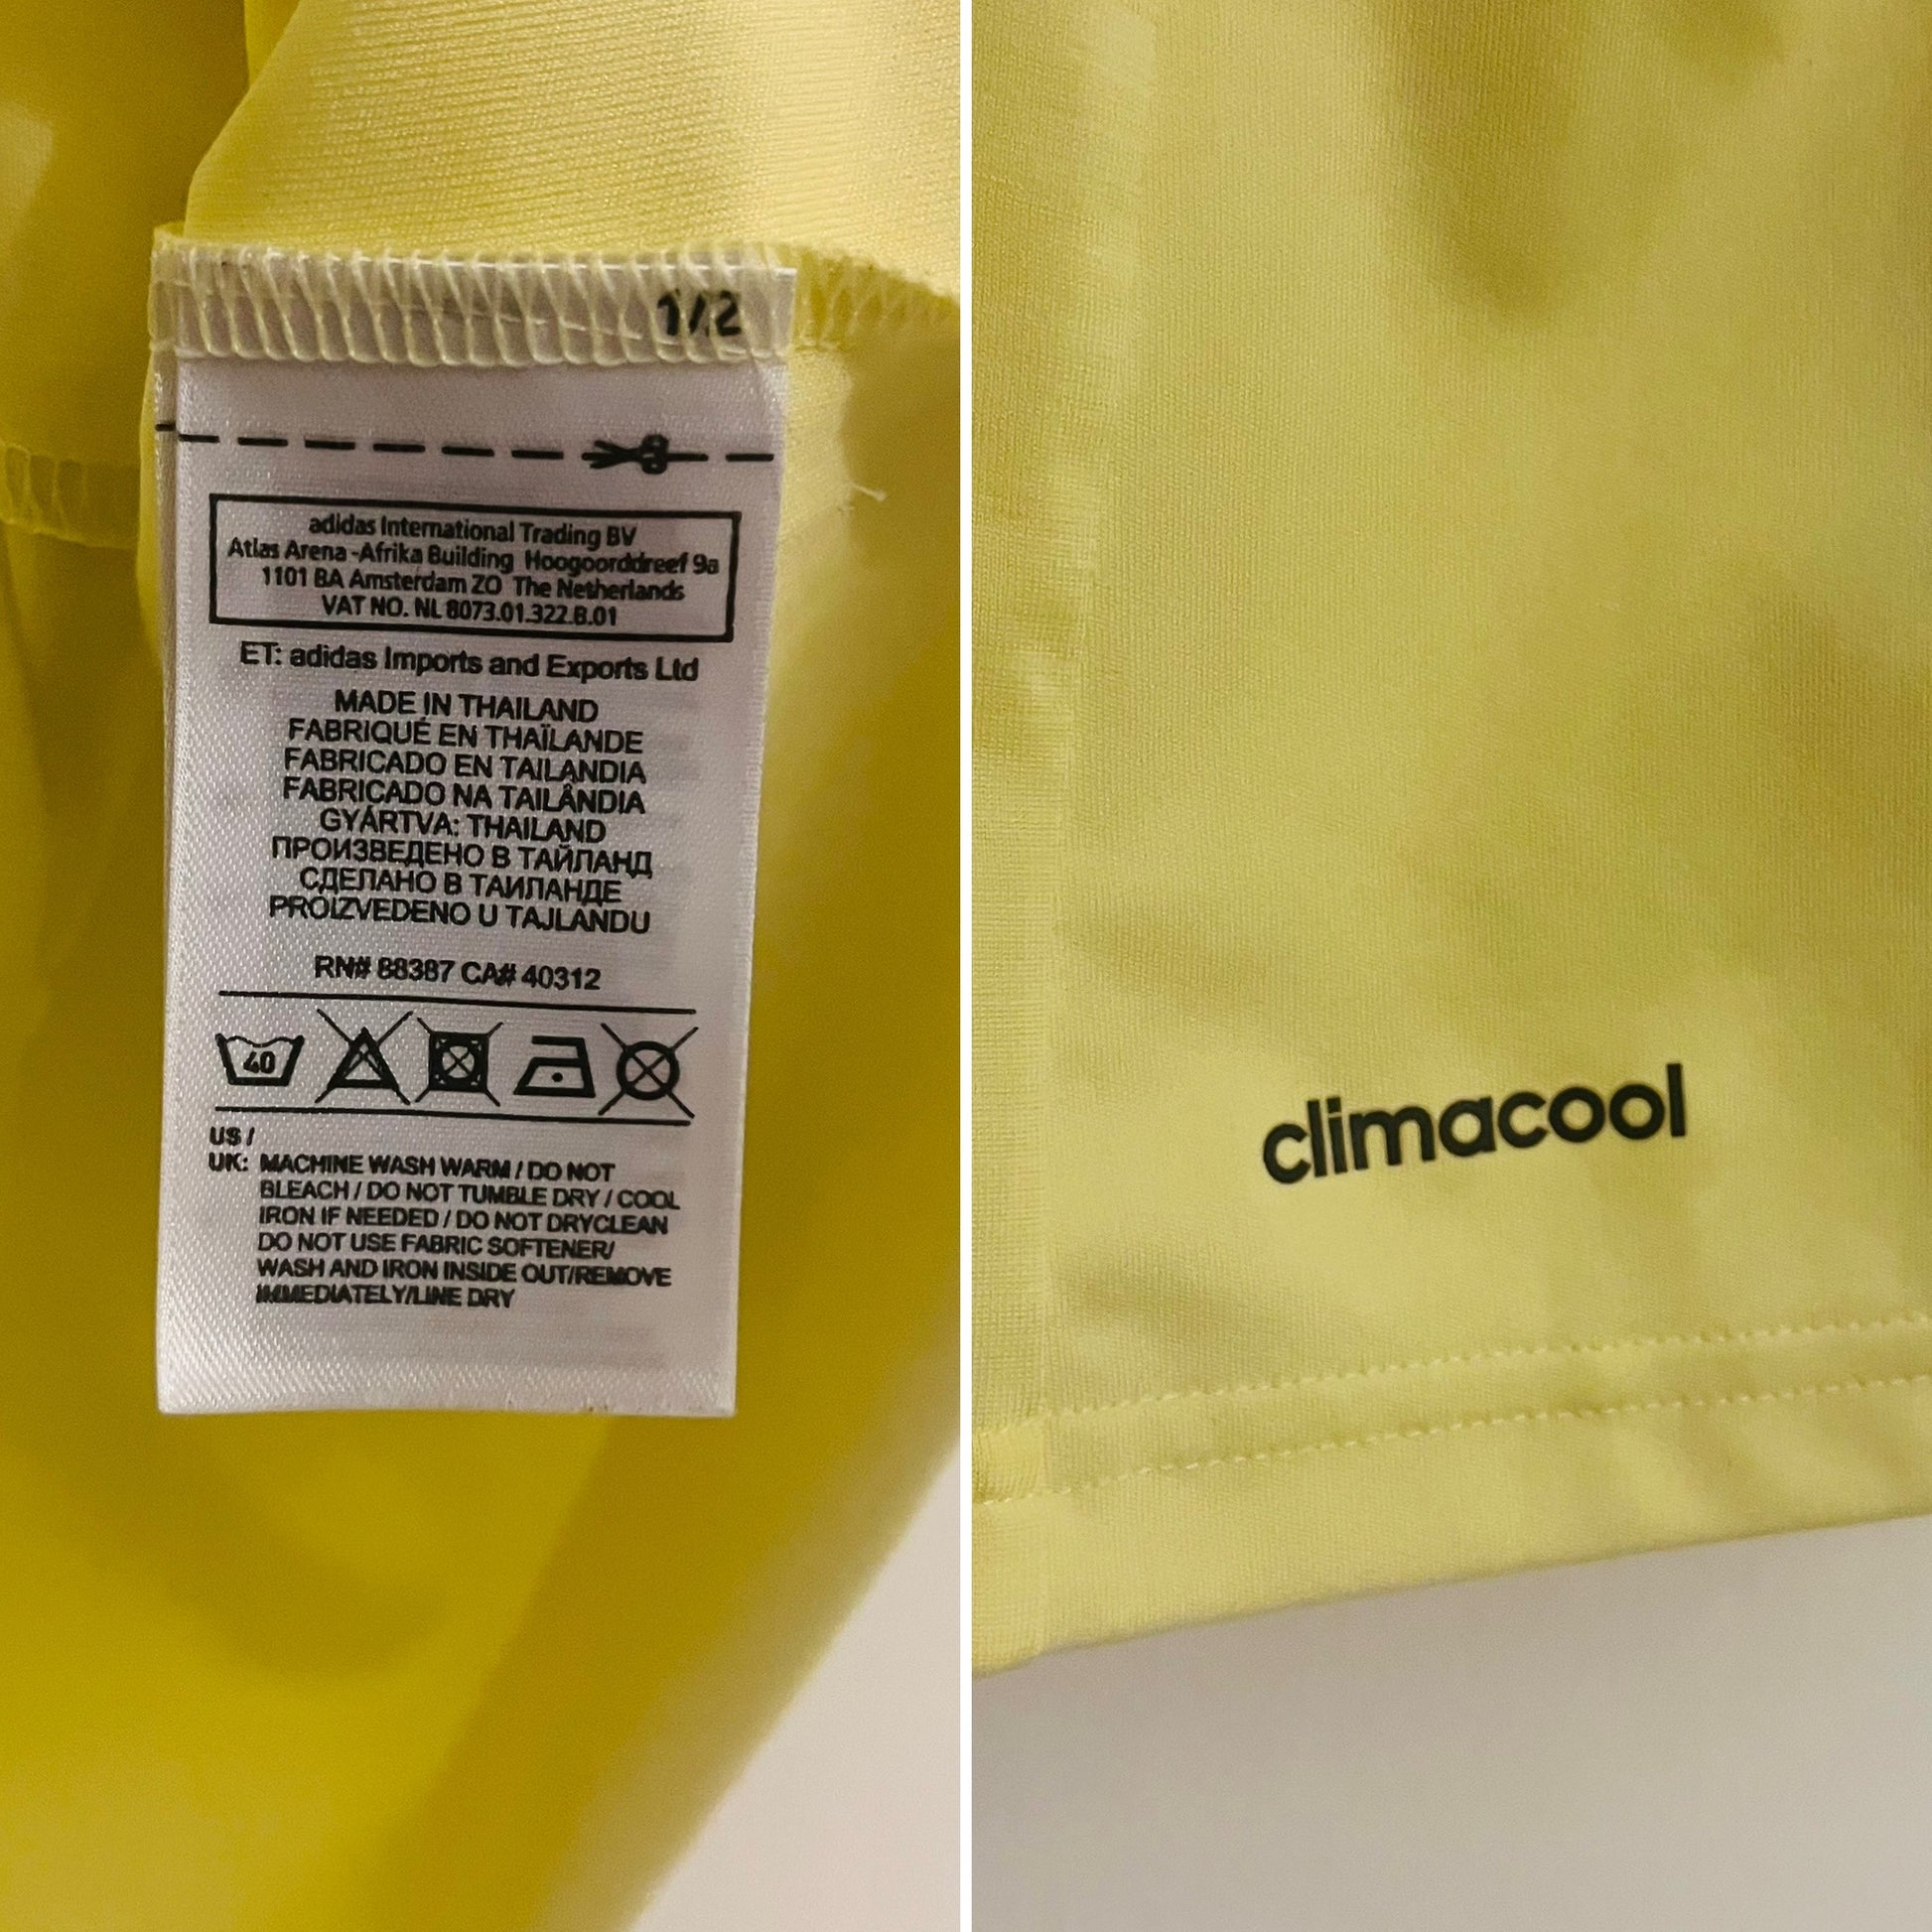 1/2
adidas International Trading BV
Atlas Arena -Afrika Building Hoogoorddreef 9a
1101 BA Amsterdam ZO The Netherlands
VAT NO. NL 8073.01.322.B.01
ET: adidas Imports and Exports Ltd
MADE IN THAILAND
FABRIQUÉ EN THAÏLANDE
FABRICADO EN TAILANDIA
FABRICADO NA TAILÂNDIA
GYÁRTVA: THAILAND
ПРОИЗВЕДЕНО В ТАЙЛАНД
СДЕЛАНО В ТАИЛАНДЕ
PROIZVEDENO U TAJLANDU
RN# 88387 CA# 40312
40
US /
UK: MACHINE WASH WARM / DO NOT
BLEACH / DO NOT TUMBLE DRY / COOL
IRON IF NEEDED / DO NOT DRYCLEAN
DO NOT USE FABRIC SOFTENER/
WASH AND IRON INSIDE OUT/REMOVE
IMMEDIATELY/LINE DRY
climacool